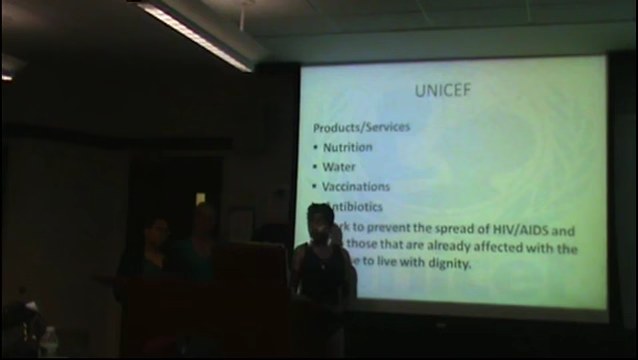 UNICEF
Products/Services
• Nutrition
• Water
• Vaccinations
Antibiotics
to prevent the spread of HIV/AIDS and
those that are already affected with the
to live with dignity.